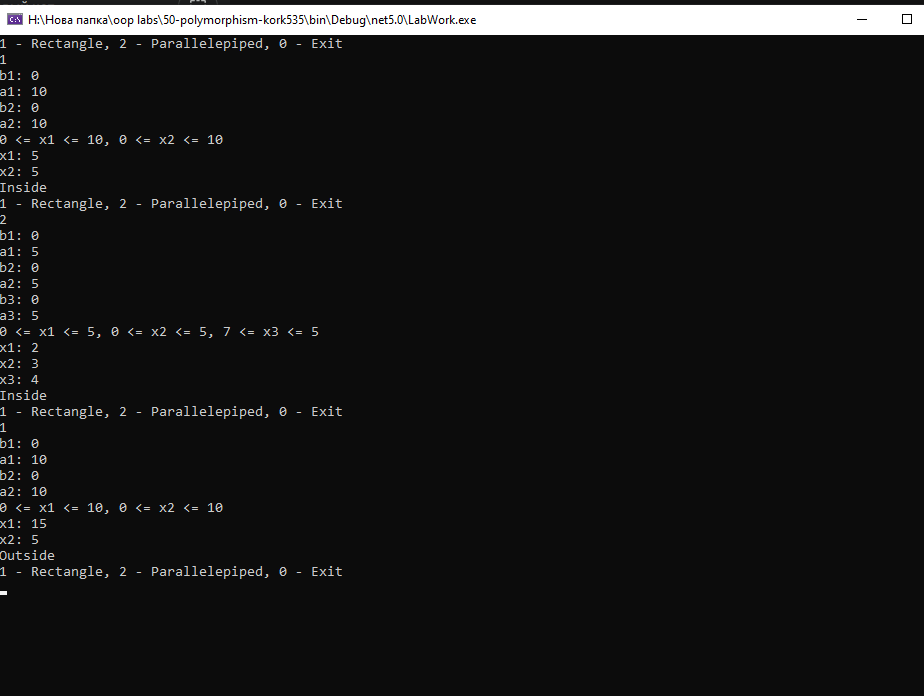 H:\Нова папка\oop labs\50-polymorphism-kork535\bin\Debug\net5.0\LabWork.exe
1 - Rectangle, 2 - Parallelepiped, 0 - Exit
1
b1: 0
a1: 10
b2: 0
a2: 10
0 <= x1 <= 10, 0 <= x2 <= 10
x1: 5
x2: 5
Inside
1 - Rectangle, 2 - Parallelepiped, 0 - Exit
2
b1: 0
a1: 5
b2: 0
a2: 5
b3: 0
a3: 5
0 <= x1 <= 5, 0 <= x2 <= 5, 7 <= x3 <= 5
x1: 2
x2: 3
x3: 4
Inside
1 - Rectangle, 2 - Parallelepiped, 0 - Exit
1
b1: 0
a1: 10
b2: 0
a2: 10
0 <= x1 <= 10, 0 <= x2 <= 10
x1: 15
x2: 5
Outside
1 - Rectangle, 2 - Parallelepiped, 0 - Exit